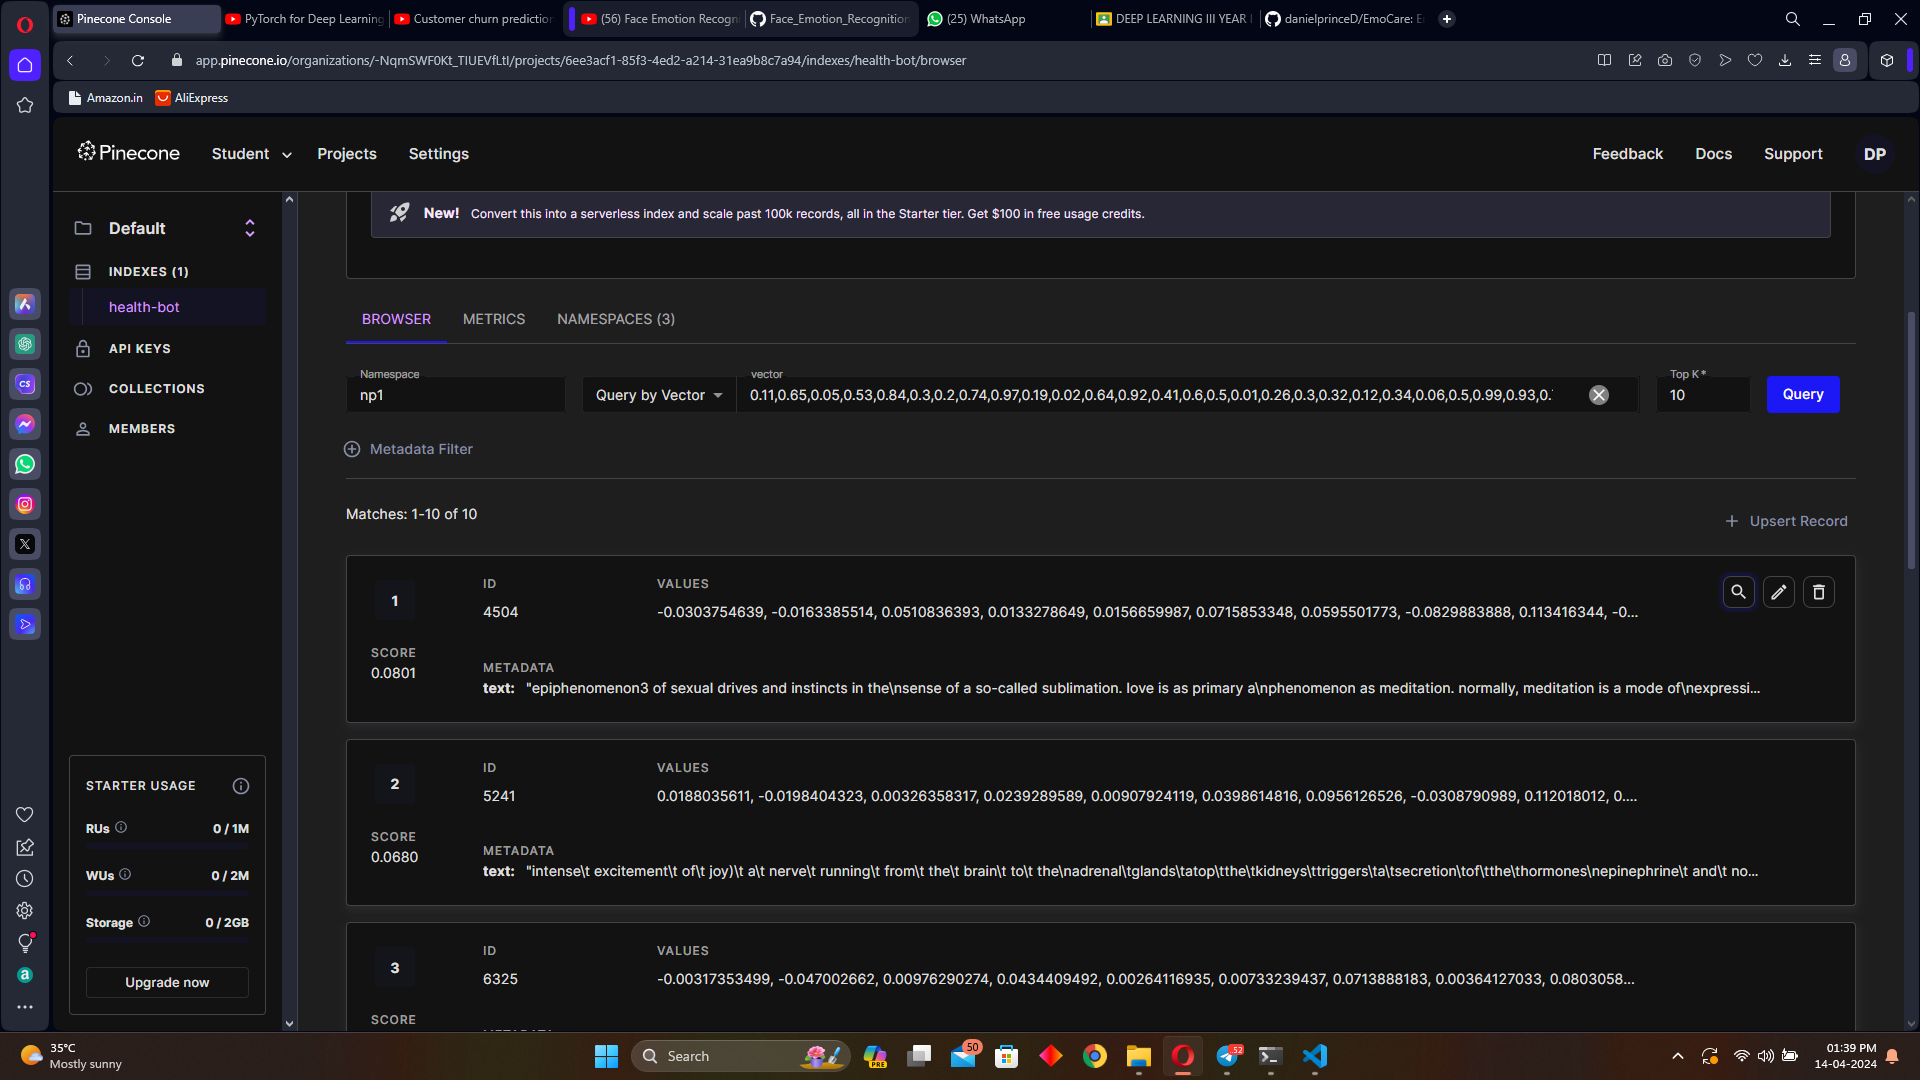 Pinecone Console
PyTorch for Deep Learning
Customer churn prediction
(56) Face Emotion Recogn
Face_Emotion_Recognition
(25) WhatsApp
DEEP LEARNING III YEAR
danielprinceD/EmoCare: E
app.pinecone.io/organizations/-NqmSWF0Kt_TIUEVfLtI/projects/6ee3acf1-85f3-4ed2-a214-31ea9b8c7a94/indexes/health-bot/browser
Amazon.in
AliExpress
Pinecone
Student
Projects
Settings
Feedback
Docs
Support
DP
Default
INDEXES (1)
health-bot
API KEYS
COLLECTIONS
MEMBERS
New! Convert this into a serverless index and scale past 100k records, all in the Starter tier. Get $100 in free usage credits.
BROWSER
METRICS
NAMESPACES (3)
Namespace
np1
Query by Vector
vector
0.11,0.65,0.05,0.53,0.84,0.3,0.2,0.74,0.97,0.19,0.02,0.64,0.92,0.41,0.6,0.5,0.01,0.26,0.3,0.32,0.12,0.34,0.06,0.5,0.99,0.93,0.
Top K *
10
Query
Metadata Filter
Matches: 1-10 of 10
Upsert Record
1
ID
4504
VALUES
-0.0303754639, -0.0163385514, 0.0510836393, 0.0133278649, 0.0156659987, 0.0715853348, 0.0595501773, -0.0829883888, 0.113416344, -0...
SCORE
0.0801
METADATA
text: "epiphenomenon3 of sexual drives and instincts in the\nsense of a so-called sublimation. love is as primary a\nphenomenon as meditation. normally, meditation is a mode of\nexpressi...
2
ID
5241
VALUES
0.0188035611, -0.0198404323, 0.00326358317, 0.0239289589, 0.00907924119, 0.0398614816, 0.0956126526, -0.0308790989, 0.112018012, 0....
SCORE
0.0680
METADATA
text: "intense\t excitement\t of\t joy)\t a\t nerve\t running\t from\t the\t brain\t to\t the\nadrenal\tglands\tatop\tthe\tkidneys\ttriggers\ta\tsecretion\tof\tthe\thormones\nepinephrine\t and\t no...
3
ID
6325
VALUES
-0.00317353499, -0.047002662, 0.00976290274, 0.0434409492, 0.00264116935, 0.00733239437, 0.0713888183, 0.00364127033, 0.0803058...
SCORE
STARTER USAGE
RUs 0 / 1M
WUs 0 / 2M
Storage 0 / 2GB
Upgrade now
35°C
Mostly sunny
Search
PRE
50
52
01:39 PM
14-04-2024